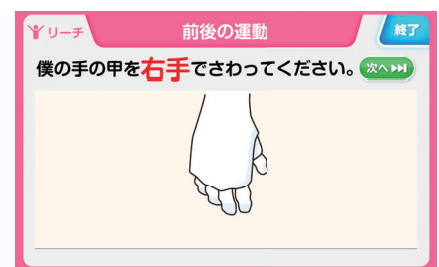 リーチ
前後の運動
終了
僕の手の甲を右手でさわってください。
次へ